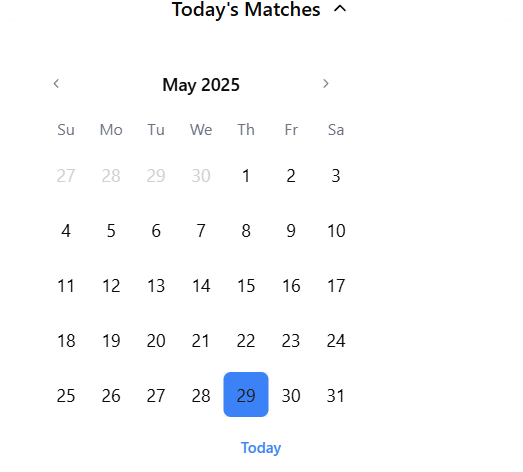 Today's Matches
May 2025
Su Mo Tu We Th Fr Sa
27 28 29 30 1 2 3
4 5 6 7 8 9 10
11 12 13 14 15 16 17
18 19 20 21 22 23 24
25 26 27 28 29 30 31
Today